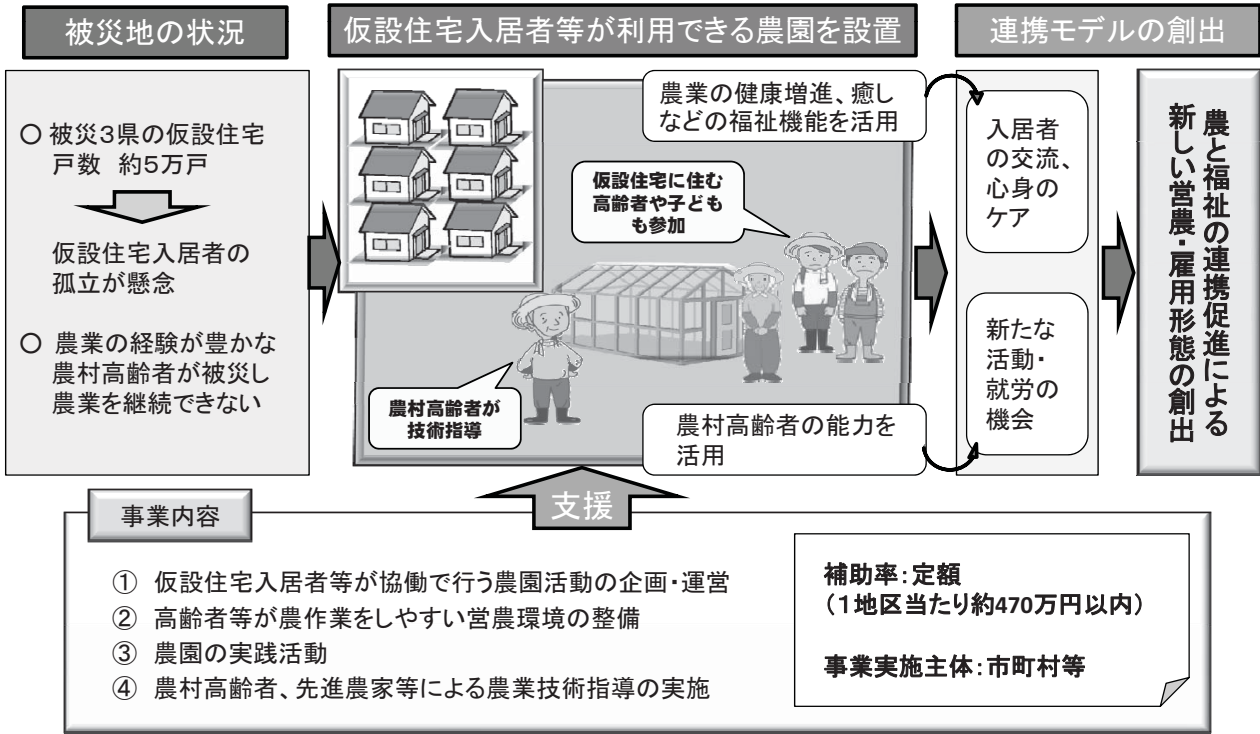 被災地の状況
仮設住宅入居者等が利用できる農園を設置
連携モデルの創出
○ 被災3県の仮設住宅
戸数 約5万戸
仮設住宅入居者の
孤立が懸念
○ 農業の経験が豊かな
農村高齢者が被災し
農業を継続できない
農業の健康増進、癒し
などの福祉機能を活用
仮設住宅に住む
高齢者や子ども
も参加
農村高齢者が
技術指導
農村高齢者の能力を
活用
入居者
の交流、
心身の
ケア
新たな
活動・
就労の
機会
農と福祉の連携促進による
新しい営農・雇用形態の創出
支援
事業内容
① 仮設住宅入居者等が協働で行う農園活動の企画・運営
② 高齢者等が農作業をしやすい営農環境の整備
③ 農園の実践活動
④ 農村高齢者、先進農家等による農業技術指導の実施
補助率：定額
（１地区当たり約470万円以内）
事業実施主体：市町村等